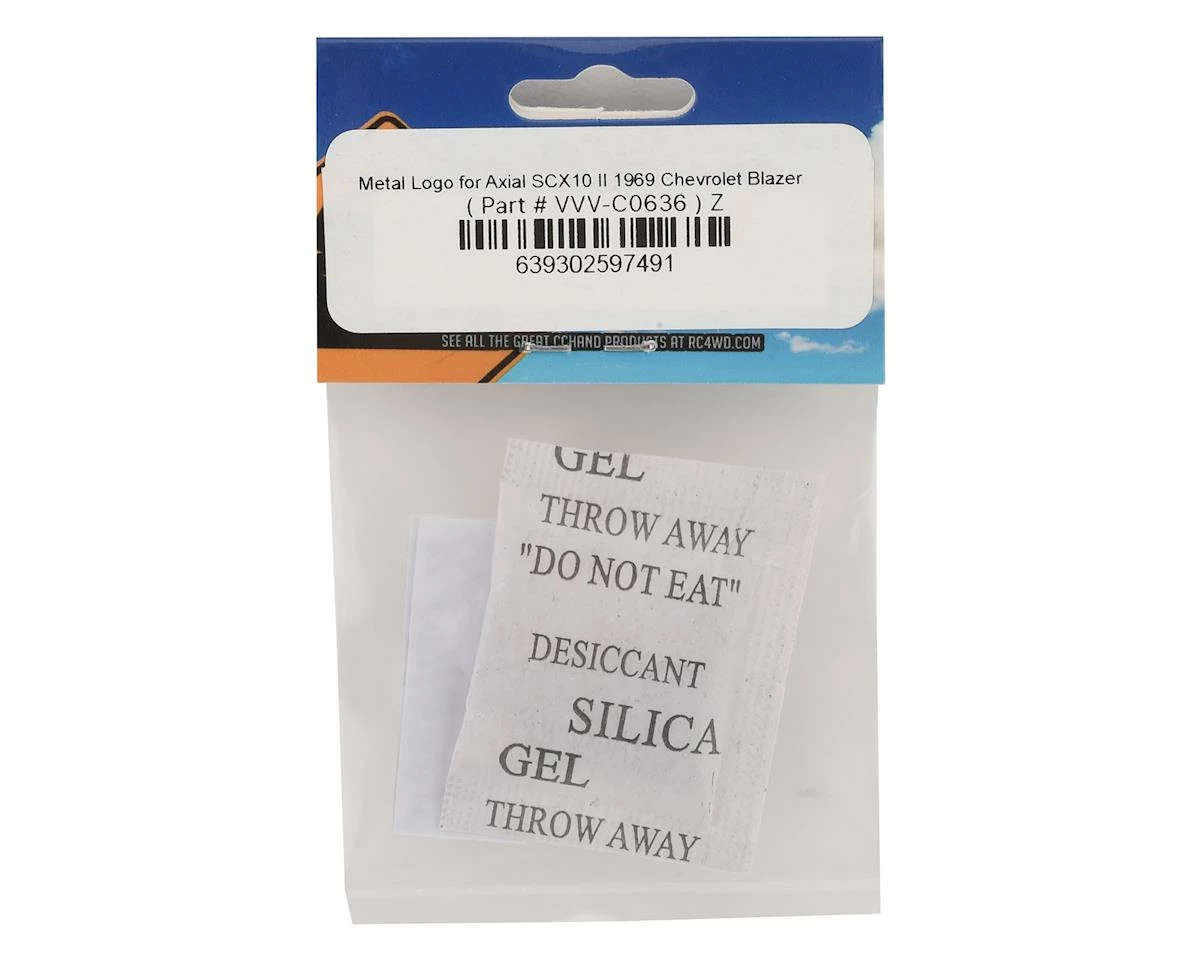 Metal Logo for Axial SCX10 II 1969 Chevrolet Blazer
( Part # VVV-C0636 ) Z
639302597491
SEE ALL THE GREAT CCHAND PRODUCTS AT RC4WD.COM
GEL
THROW AWAY
"DO NOT EAT"
DESICCANT
SILICA
GEL
THROW AWAY